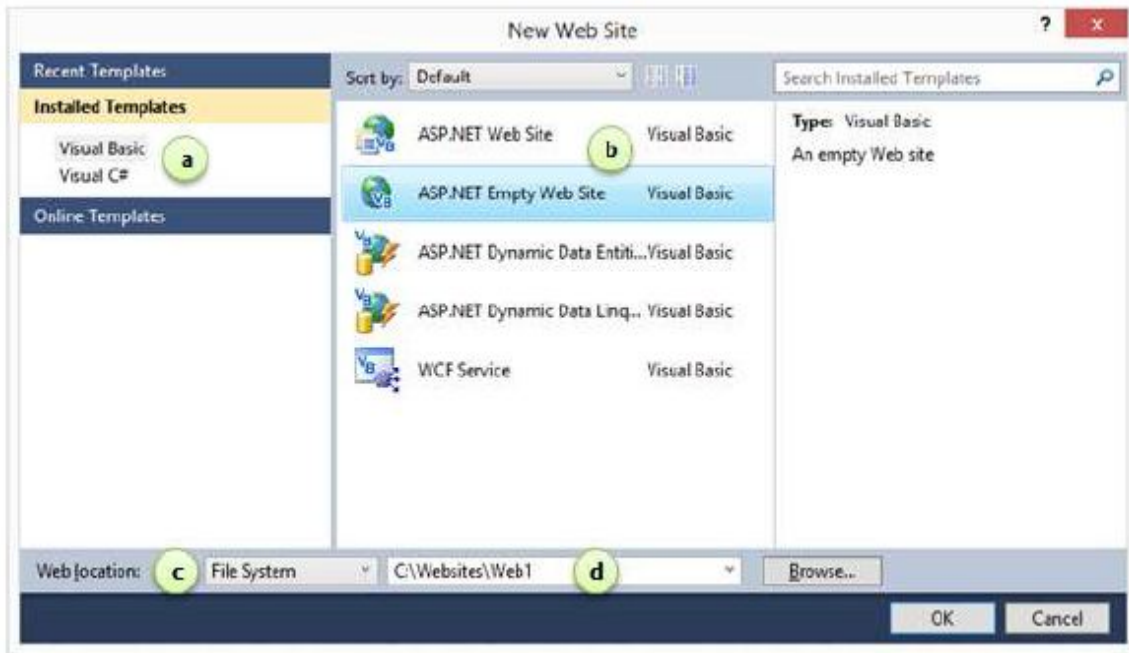 New Web Site
?
x
Recent Templates
Installed Templates
Visual Basic
Visual C#
a
Online Templates
Sort by: Default
ASP.NET Web Site Visual Basic
b
ASP.NET Empty Web Site Visual Basic
ASP.NET Dynamic Data Entiti...Visual Basic
ASP.NET Dynamic Data Linq... Visual Basic
WCF Service Visual Basic
Search Installed Templates
Type: Visual Basic
An empty Web site
Web location: c File System C:\Websites\Web1 d Browse...
OK Cancel